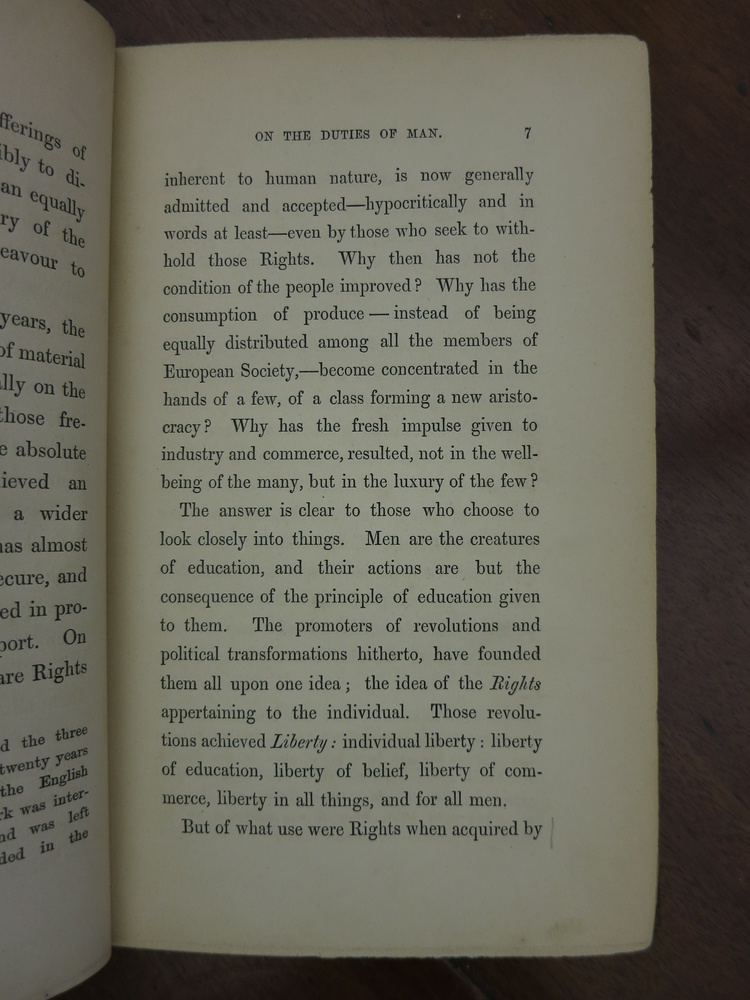 fferings of
ibly to di-
an equally
ry of the
eavour to
years, the
of material
ally on the
those fre-
e absolute
ieved an
a wider
has almost
ecure, and
ed in pro-
port. On
are Rights
d the three
twenty years
the English
rk was inter-
nd was left
ded in the
ON THE DUTIES OF MAN. 7
inherent to human nature, is now generally
admitted and accepted—hypocritically and in
words at least—even by those who seek to with-
hold those Rights. Why then has not the
condition of the people improved? Why has the
consumption of produce — instead of being
equally distributed among all the members of
European Society,—become concentrated in the
hands of a few, of a class forming a new aristo-
cracy? Why has the fresh impulse given to
industry and commerce, resulted, not in the well-
being of the many, but in the luxury of the few?
The answer is clear to those who choose to
look closely into things. Men are the creatures
of education, and their actions are but the
consequence of the principle of education given
to them. The promoters of revolutions and
political transformations hitherto, have founded
them all upon one idea; the idea of the Rights
appertaining to the individual. Those revolu-
tions achieved Liberty: individual liberty: liberty
of education, liberty of belief, liberty of com-
merce, liberty in all things, and for all men.
But of what use were Rights when acquired by